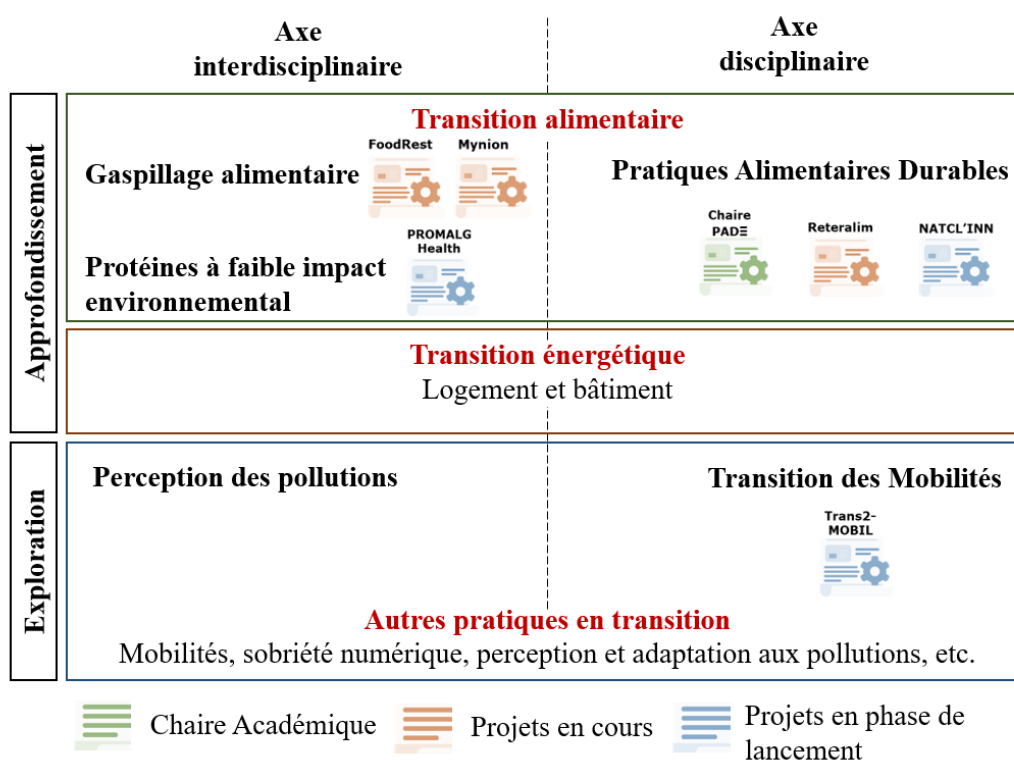 Axe
interdisciplinaire
Axe
disciplinaire
Approfondissement
Transition alimentaire
FoodRest
Mynion
Gaspillage alimentaire
Pratiques Alimentaires Durables
PROMALG
Health
Protéines à faible impact
environnemental
Chaire
PADΞ
Reteralim
NATCL'INN
Transition énergétique
Logement et bâtiment
Exploration
Perception des pollutions
Transition des Mobilités
Trans2-
MOBIL
Autres pratiques en transition
Mobilités, sobriété numérique, perception et adaptation aux pollutions, etc.
Chaire Académique
Projets en cours
Projets en phase de
lancement